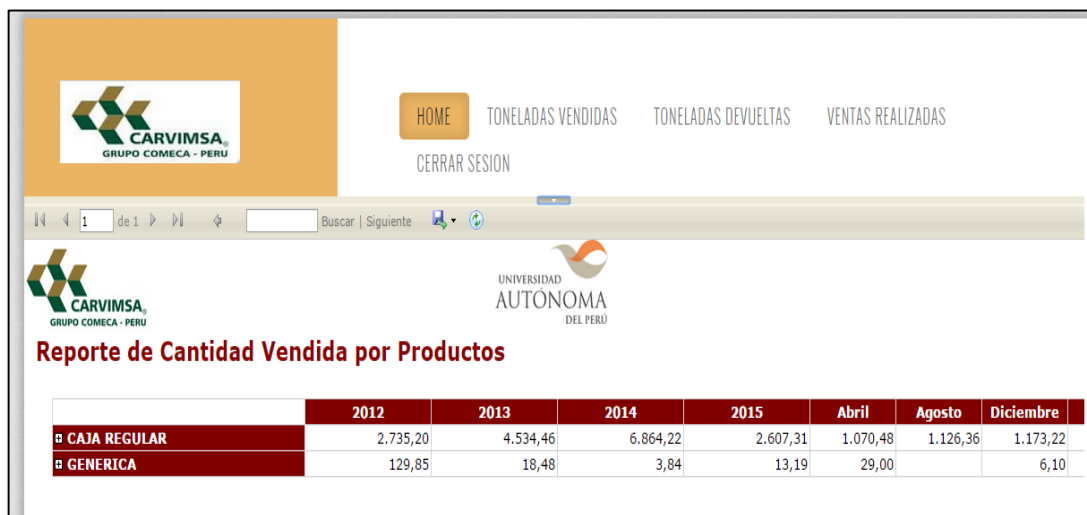 CARVIMSA®
GRUPO COMECA - PERU
HOME TONELADAS VENDIDAS TONELADAS DEVUELTAS VENTAS REALIZADAS
CERRAR SESION
1 de 1 Buscar | Siguiente
CARVIMSA®
GRUPO COMECA - PERU
UNIVERSIDAD
AUTÓNOMA
DEL PERÚ
Reporte de Cantidad Vendida por Productos
2012 2013 2014 2015 Abril Agosto Diciembre
CAJA REGULAR 2.735,20 4.534,46 6.864,22 2.607,31 1.070,48 1.126,36 1.173,22
GENERICA 129,85 18,48 3,84 13,19 29,00 6,10